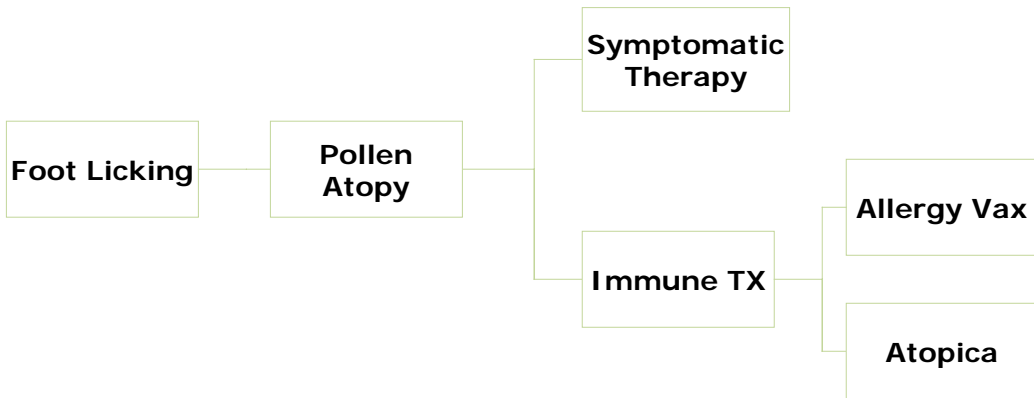 Symptomatic
Therapy
Foot Licking
Pollen
Atopy
Allergy Vax
Immune TX
Atopica